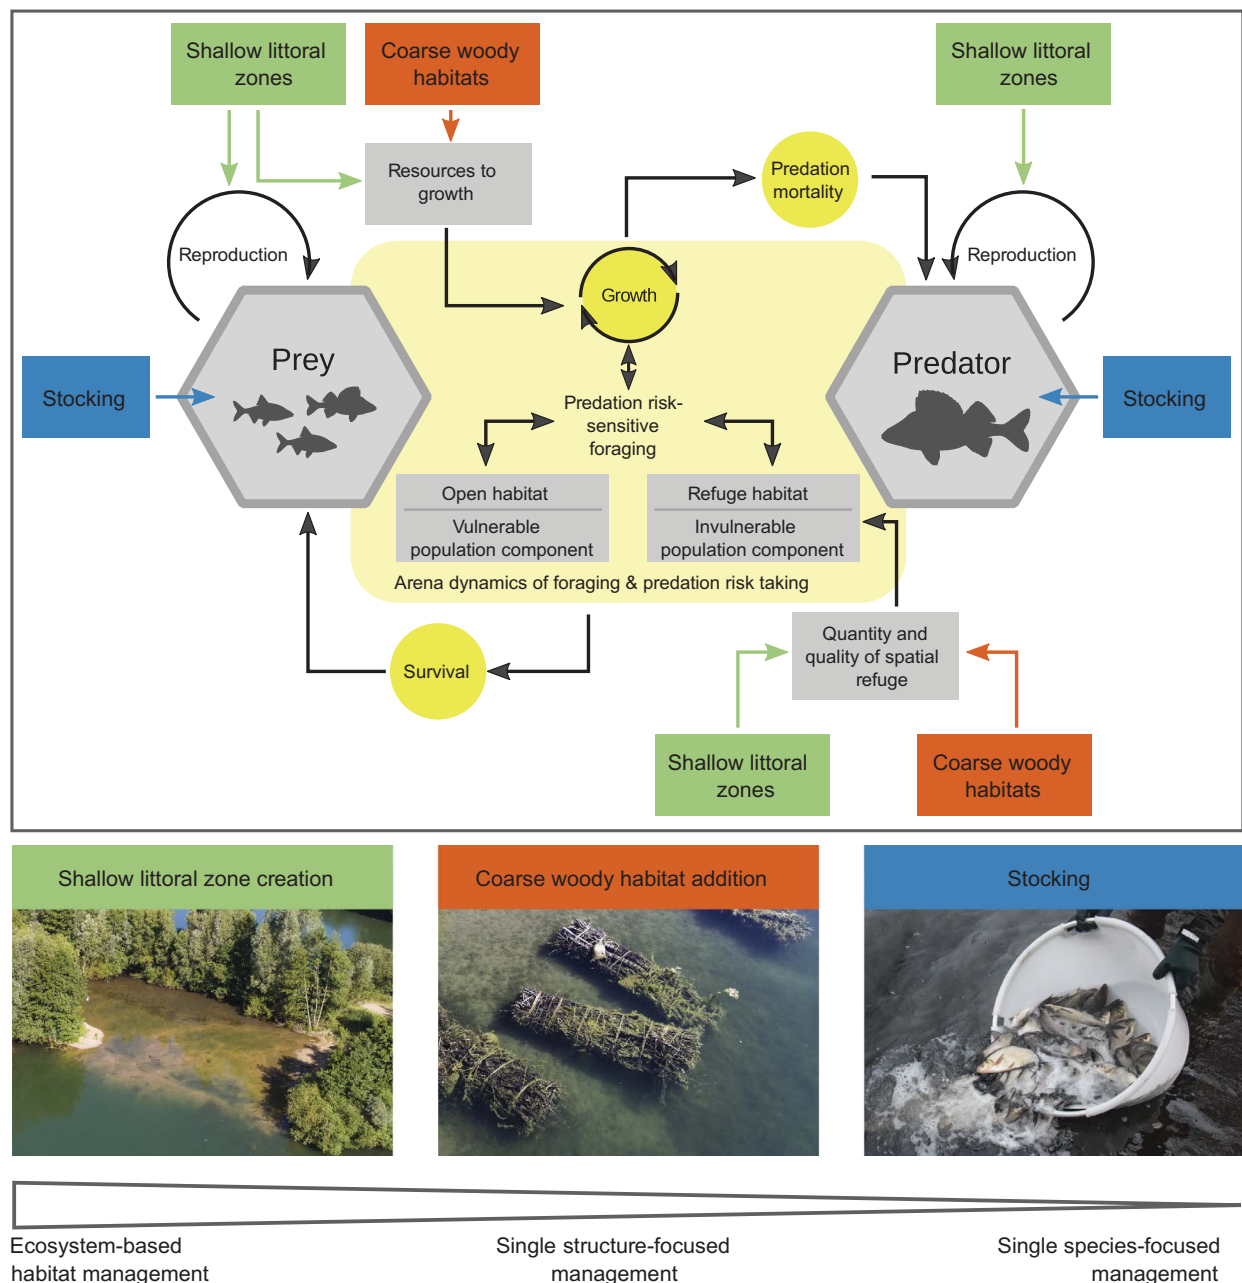 Shallow littoral
zones
Coarse woody
habitats
Shallow littoral
zones
Resources to
growth
Predation
mortality
Reproduction
Growth
Reproduction
Prey
Predator
Stocking
Stocking
Predation risk-
sensitive
foraging
Open habitat
Vulnerable
population component
Refuge habitat
Invulnerable
population component
Arena dynamics of foraging & predation risk taking
Survival
Quantity and
quality of spatial
refuge
Shallow littoral
zones
Coarse woody
habitats
Shallow littoral zone creation
Coarse woody habitat addition
Stocking
Ecosystem-based
habitat management
Single structure-focused
management
Single species-focused
management